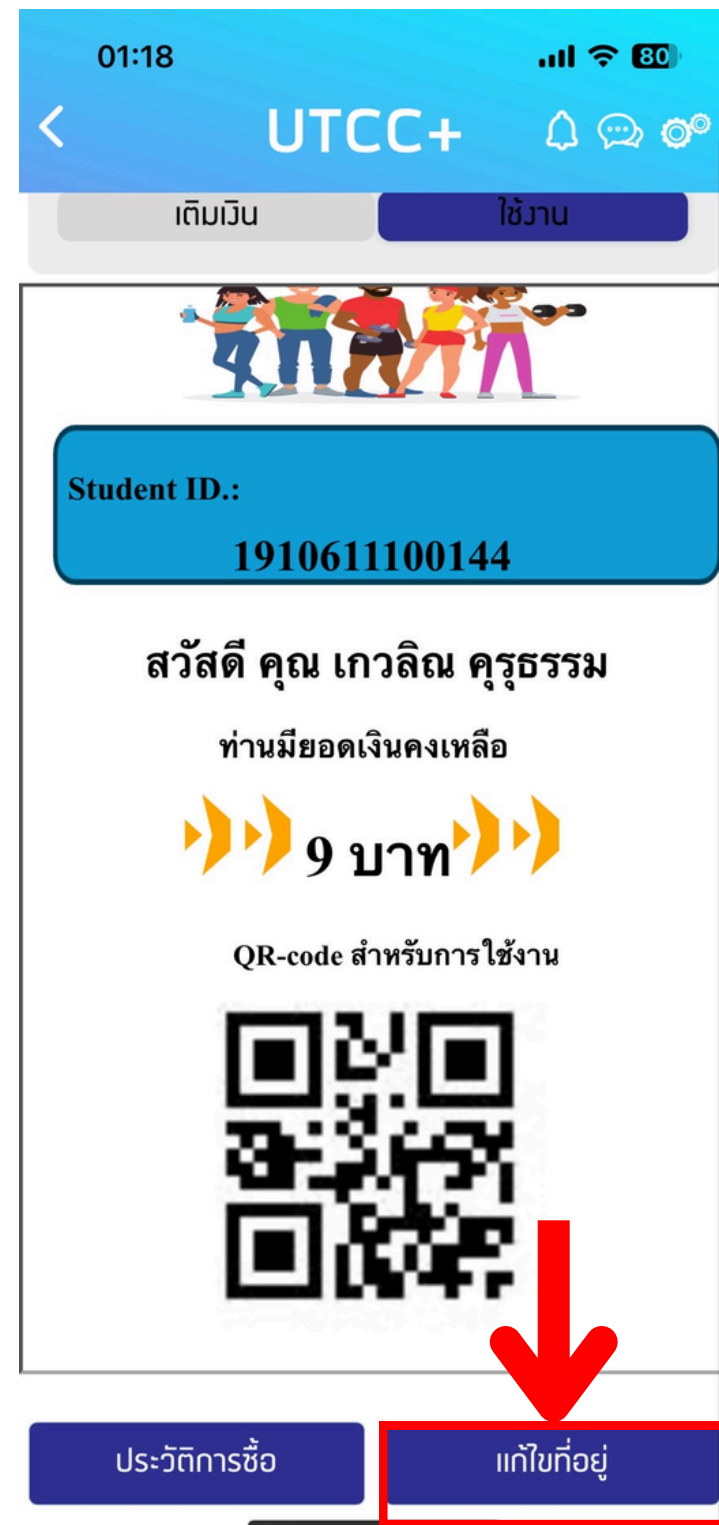 01:18
80
UTCC+
เติมเงิน
ใช้งาน
Student ID.:
1910611100144
สวัสดี คุณ เกวลิณ คุรุธรรม
ท่านมียอดเงินคงเหลือ
9 บาท
QR-code สำหรับการใช้งาน
ประวัติการซื้อ
แก้ไขที่อยู่